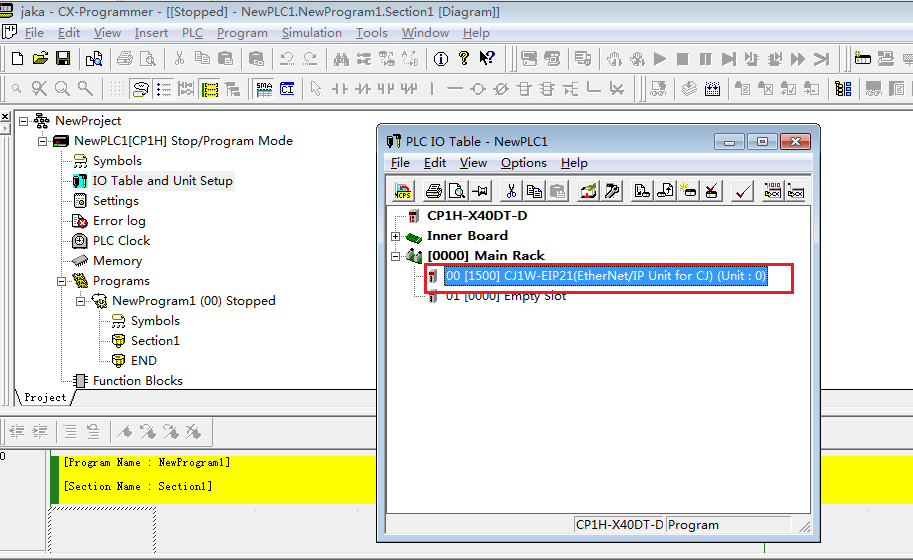 jaka - CX-Programmer - [[Stopped] - NewPLC1.NewProgram1.Section1 [Diagram]]
File Edit View Insert PLC Program Simulation Tools Window Help
SMA
CI
NewProject
NewPLC1[CP1H] Stop/Program Mode
Symbols
IO Table and Unit Setup
Settings
Error log
PLC Clock
Memory
Programs
NewProgram1 (00) Stopped
Symbols
Section1
END
Function Blocks
Project
PLC IO Table - NewPLC1
File Edit View Options Help
CP1H-X40DT-D
Inner Board
[0000] Main Rack
00 [1500] CJ1W-EIP21(EtherNet/IP Unit for CJ) (Unit : 0)
01 [0000] Empty Slot
CP1H-X40DT-D Program
0
[Program Name : NewProgram1]
[Section Name : Section1]